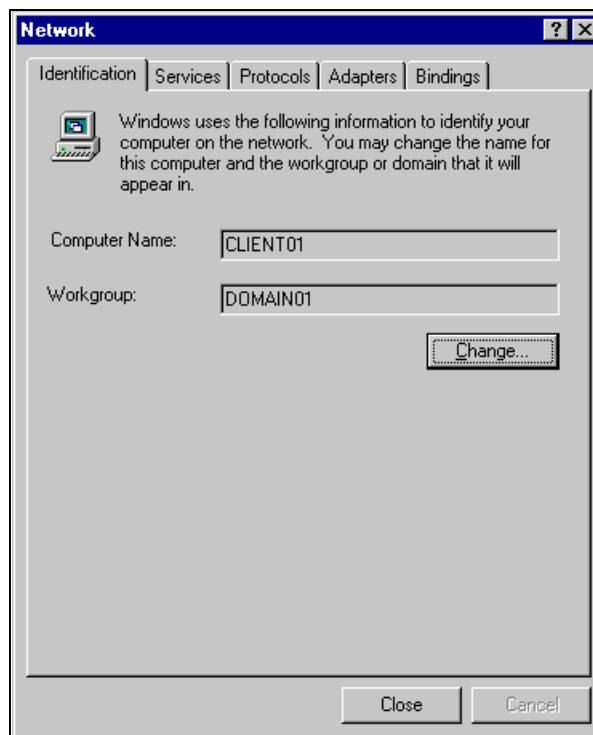 Network
Identification Services Protocols Adapters Bindings
Windows uses the following information to identify your
computer on the network. You may change the name for
this computer and the workgroup or domain that it will
appear in.
Computer Name: CLIENT01
Workgroup: DOMAIN01
Change...
Close Cancel